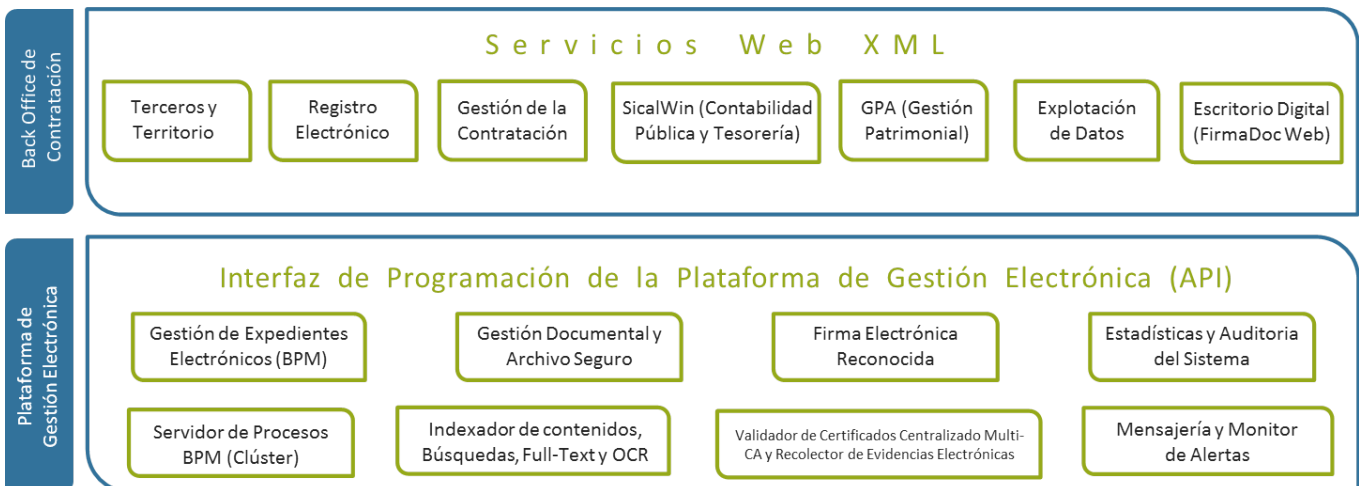 Back Office de
Contratación
Servicios Web XML
Terceros y
Territorio
Registro
Electrónico
Gestión de la
Contratación
SicalWin (Contabilidad
Pública y Tesorería)
GPA (Gestión
Patrimonial)
Explotación
de Datos
Escritorio Digital
(FirmaDoc Web)
Plataforma de
Gestión Electrónica
Interfaz de Programación de la Plataforma de Gestión Electrónica (API)
Gestión de Expedientes
Electrónicos (BPM)
Gestión Documental y
Archivo Seguro
Firma Electrónica
Reconocida
Estadísticas y Auditoria
del Sistema
Servidor de Procesos
BPM (Clúster)
Indexador de contenidos,
Búsquedas, Full-Text y OCR
Validador de Certificados Centralizado Multi-
CA y Recolector de Evidencias Electrónicas
Mensajería y Monitor
de Alertas